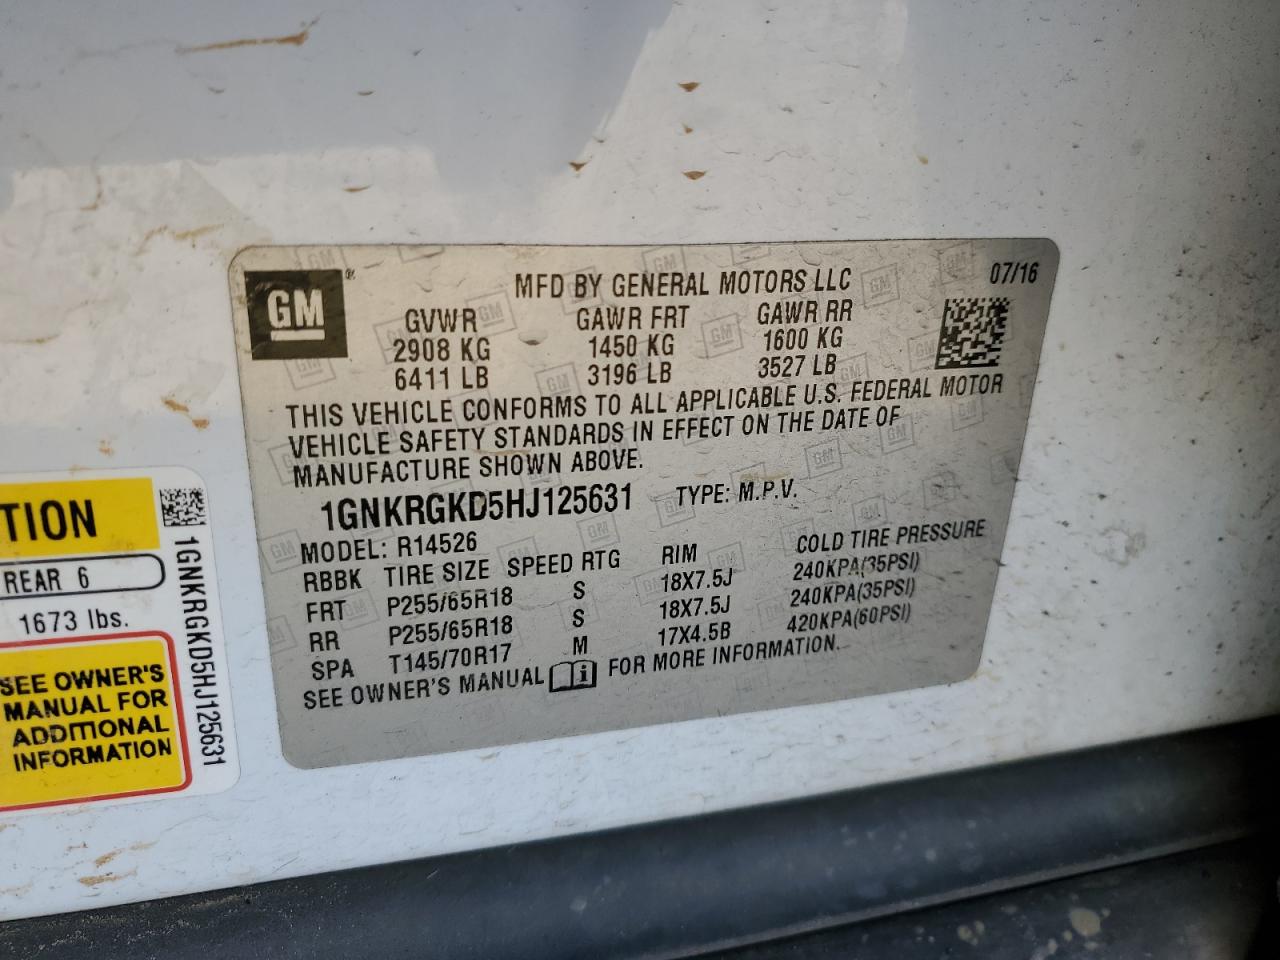 GM
®
MFD BY GENERAL MOTORS LLC
07/16
GVWR GAWR FRT GAWR RR
2908 KG 1450 KG 1600 KG
6411 LB 3196 LB 3527 LB
THIS VEHICLE CONFORMS TO ALL APPLICABLE U.S. FEDERAL MOTOR
VEHICLE SAFETY STANDARDS IN EFFECT ON THE DATE OF
MANUFACTURE SHOWN ABOVE.
1GNKRGKD5HJ125631 TYPE: M.P.V.
MODEL: R14526
RBBK TIRE SIZE SPEED RTG RIM COLD TIRE PRESSURE
FRT P255/65R18 S 18X7.5J 240KPA(35PSI)
RR P255/65R18 S 18X7.5J 240KPA(35PSI)
SPA T145/70R17 M 17X4.5B 420KPA(60PSI)
SEE OWNER'S MANUAL i FOR MORE INFORMATION.
TION
REAR 6
1673 lbs.
SEE OWNER'S
MANUAL FOR
ADDITIONAL
INFORMATION
1GNKRGKD5HJ125631